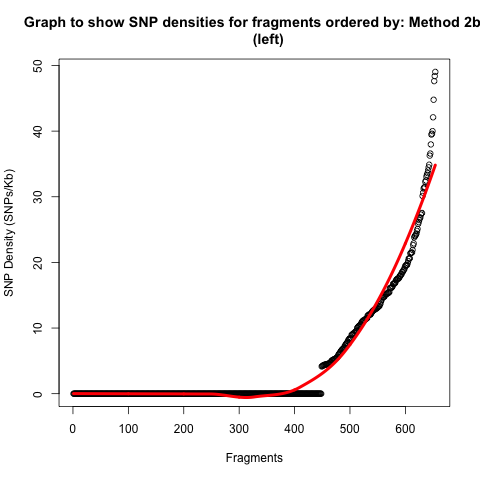 Graph to show SNP densities for fragments ordered by: Method 2b
(left)
SNP Density (SNPs/Kb)
50
40
30
20
10
0
0 100 200 300 400 500 600
Fragments